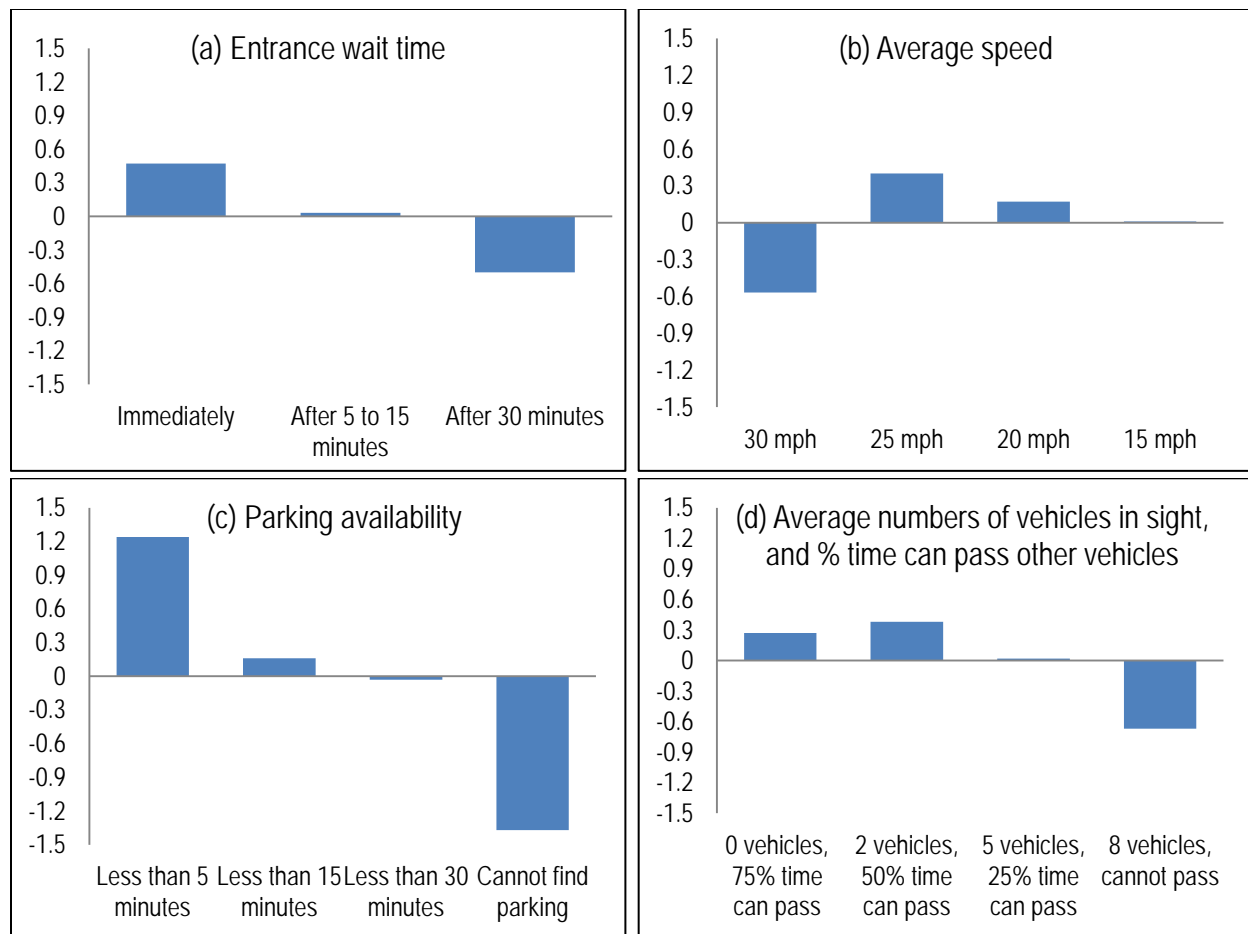 (a) Entrance wait time
1.5
1.2
0.9
0.6
0.3
0
-0.3
-0.6
-0.9
-1.2
-1.5
Immediately
After 5 to 15
minutes
After 30 minutes
(b) Average speed
1.5
1.2
0.9
0.6
0.3
0
-0.3
-0.6
-0.9
-1.2
-1.5
30 mph
25 mph
20 mph
15 mph
(c) Parking availability
1.5
1.2
0.9
0.6
0.3
0
-0.3
-0.6
-0.9
-1.2
-1.5
Less than 5
minutes
Less than 15
minutes
Less than 30
minutes
Cannot find
parking
(d) Average numbers of vehicles in sight,
and % time can pass other vehicles
1.5
1.2
0.9
0.6
0.3
0
-0.3
-0.6
-0.9
-1.2
-1.5
0 vehicles,
75% time
can pass
2 vehicles,
50% time
can pass
5 vehicles,
25% time
can pass
8 vehicles,
cannot pass